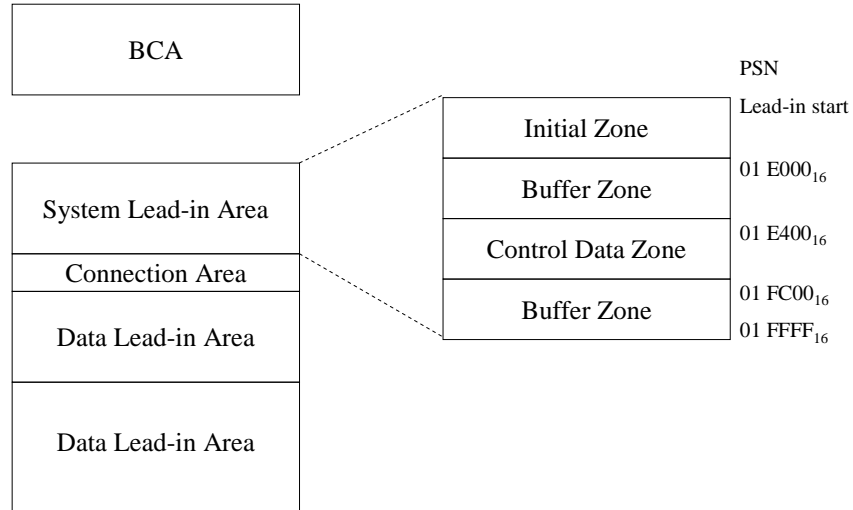 BCA
System Lead-in Area
Connection Area
Data Lead-in Area
Data Lead-in Area
PSN
Lead-in start
Initial Zone
01 E000₁₆
Buffer Zone
01 E400₁₆
Control Data Zone
01 FC00₁₆
Buffer Zone
01 FFFF₁₆